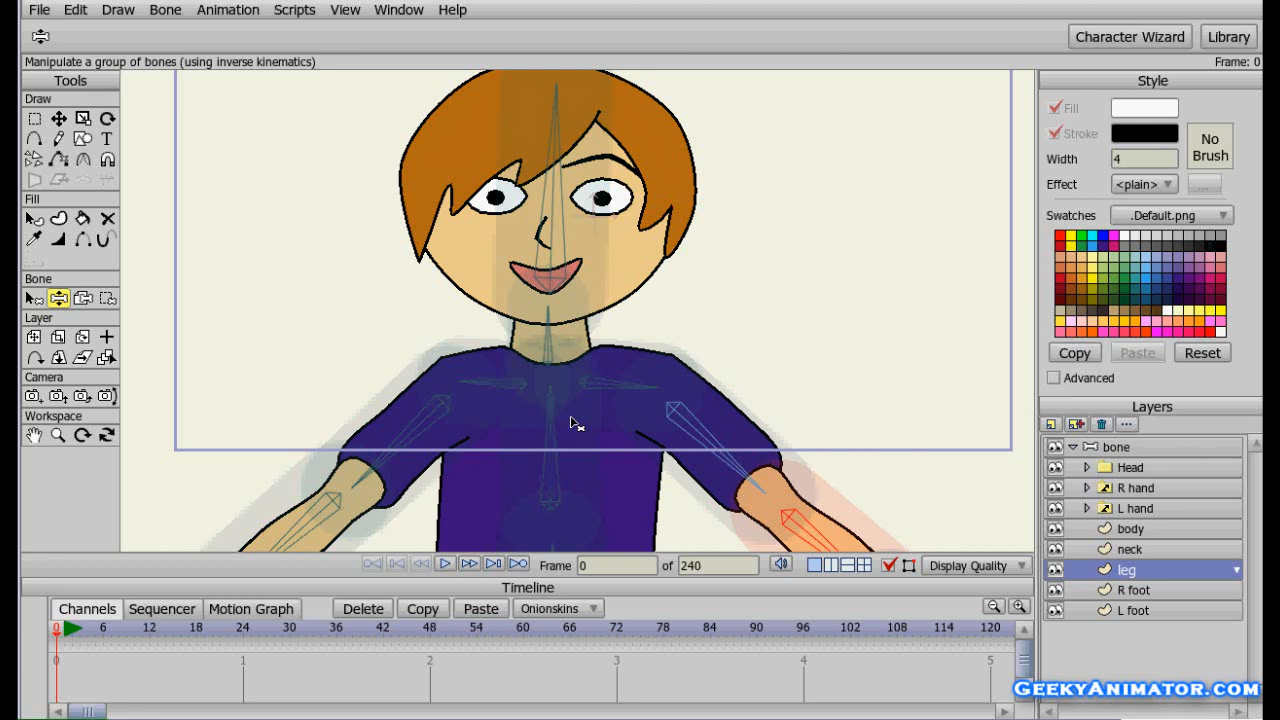 File Edit Draw Bone Animation Scripts View Window Help
Character Wizard Library
Manipulate a group of bones (using inverse kinematics) Frame: 0
Tools
Draw
T
Fill
Bone
Layer
Camera
Workspace
Style
Fill
Stroke
No
Brush
Width 4
Effect <plain> ...
Swatches .Default.png
Copy Paste Reset
Advanced
Layers
bone
Head
R hand
L hand
body
neck
leg
R foot
L foot
Frame 0 of 240 Display Quality
Timeline
Channels Sequencer Motion Graph Delete Copy Paste Onionskins
0 6 12 18 24 30 36 42 48 54 60 66 72 78 84 90 96 102 108 114 120
0 1 2 3 4 5
GeekyAnimator.com